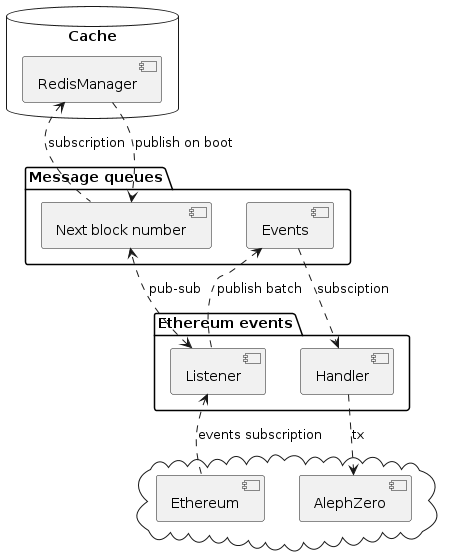 Cache
RedisManager
subscription
publish on boot
Message queues
Next block number
Events
pub-sub
publish batch
subsciption
Ethereum events
Listener
Handler
events subscription
tx
Ethereum
AlephZero